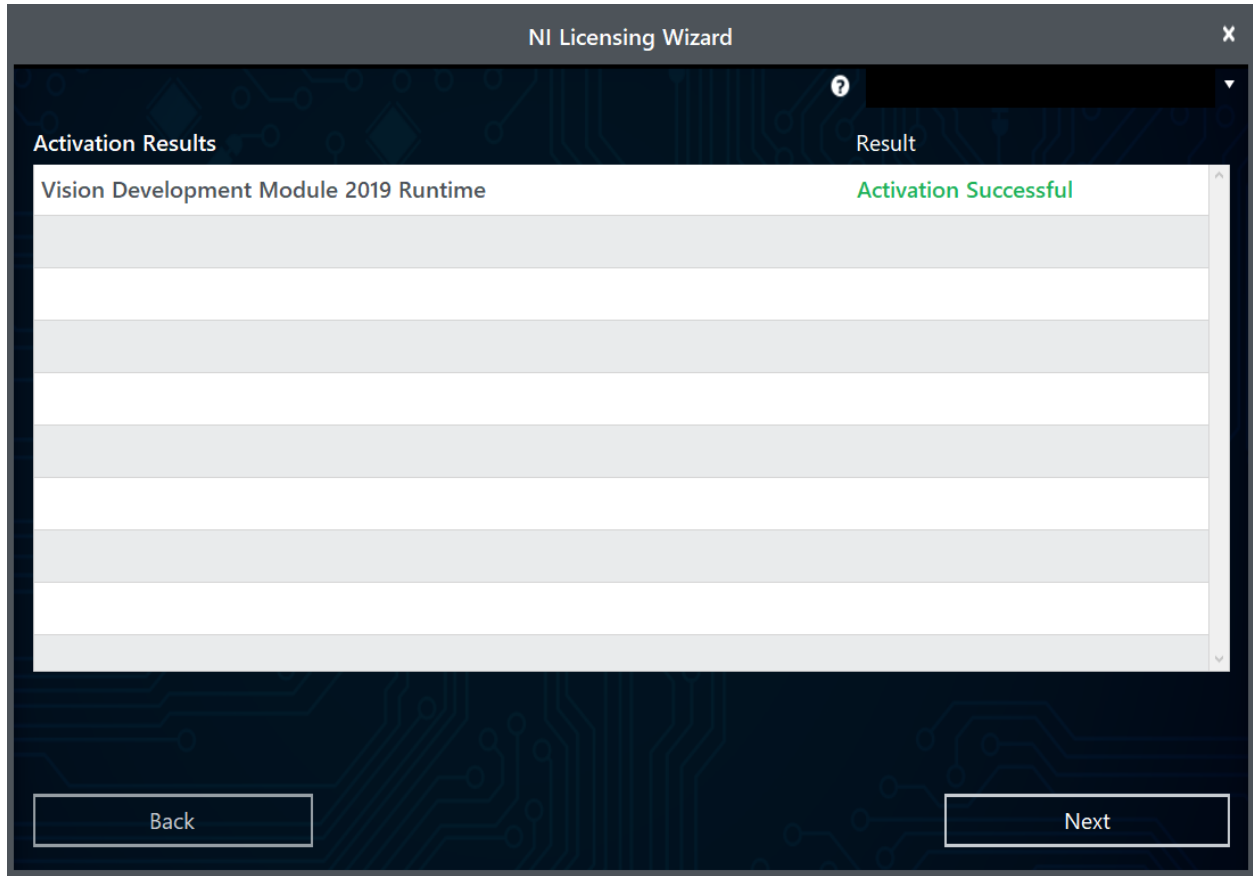 NI Licensing Wizard
Activation Results Result
Vision Development Module 2019 Runtime Activation Successful
Back Next